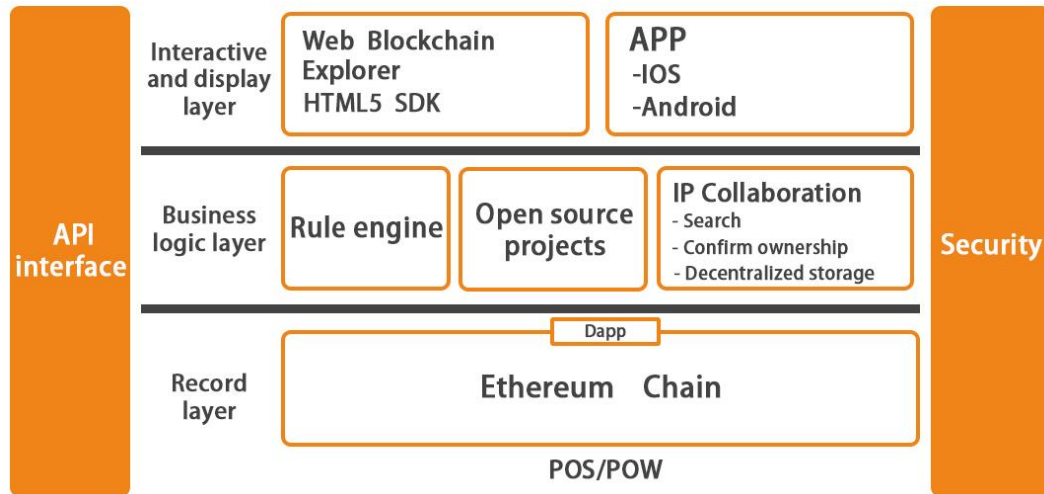 API
interface
Interactive
and display
layer
Web Blockchain
Explorer
HTML5 SDK
APP
-IOS
-Android
Business
logic layer
Rule engine
Open source
projects
IP Collaboration
- Search
- Confirm ownership
- Decentralized storage
Record
layer
Dapp
Ethereum Chain
POS/POW
Security